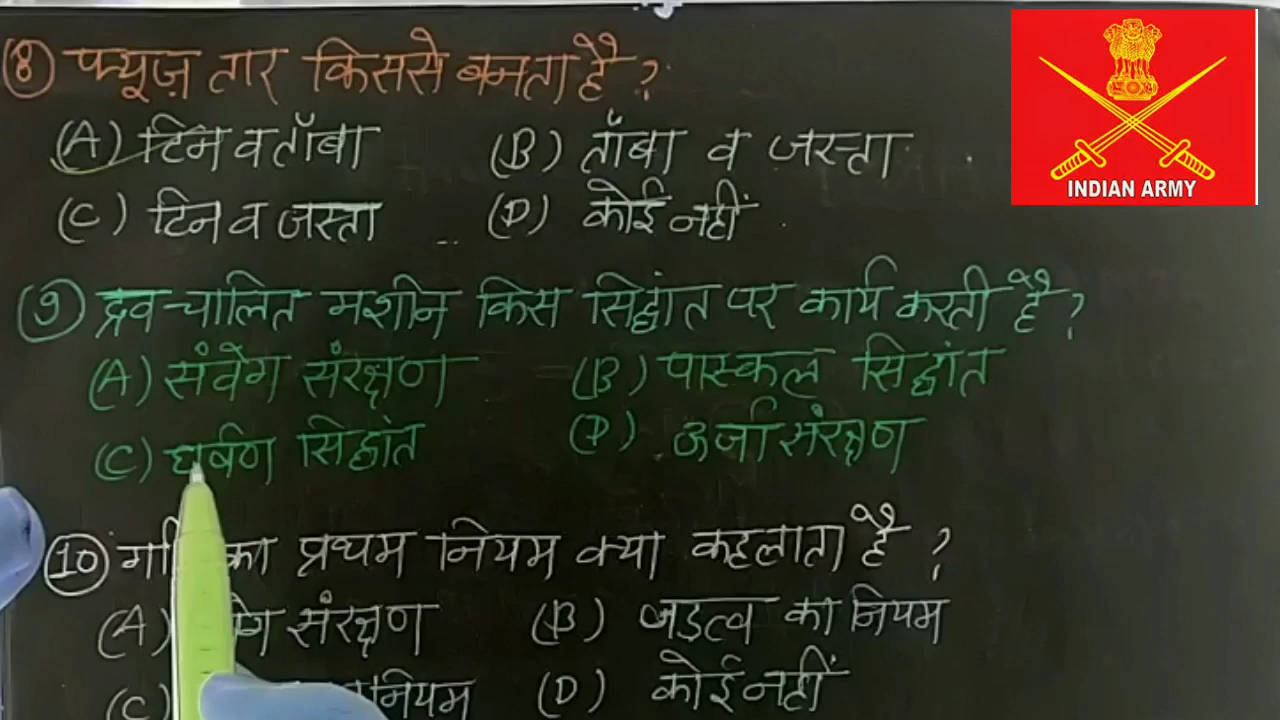 (8) फ्यूज़ तार किससे बनता है ?
(A) टिन व ताँबा (B) ताँबा व जस्ता
(C) टिन व जस्ता (D) कोई नहीं
INDIAN ARMY
(9) द्रवचालित मशीन किस सिद्धांत पर कार्य करती है ?
(A) संवेग संरक्षण (B) पास्कल सिद्धांत
(C) घर्षण सिद्धांत (D) ऊर्जा संरक्षण
(10) का प्रथम नियम क्या कहलाता है ?
(A) संरक्षण (B) जड़त्व का नियम
(C) नियम (D) कोई नहीं